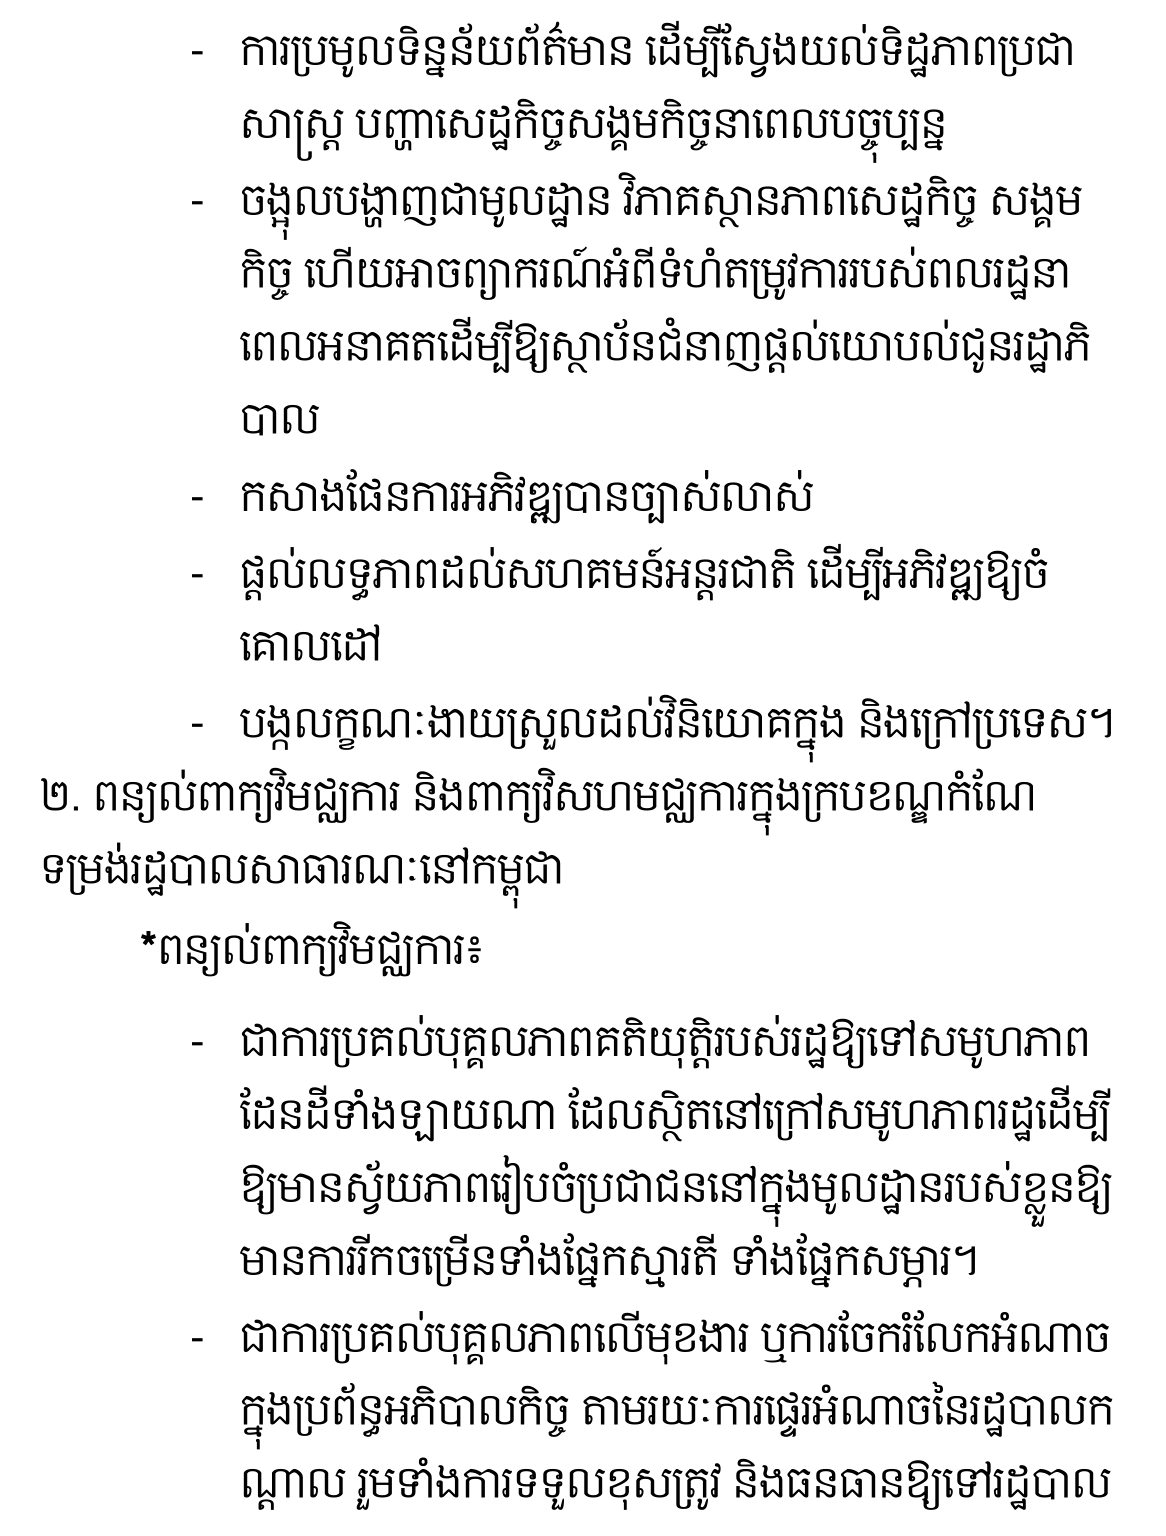 - ការប្រមូលទិន្នន័យព័ត៌មាន ដើម្បីស្វែងយល់ទិដ្ឋភាពប្រជា
សាស្ត្រ បញ្ហាសេដ្ឋកិច្ចសង្គមកិច្ចនាពេលបច្ចុប្បន្ន
- ចង្អុលបង្ហាញជាមូលដ្ឋាន វិភាគស្ថានភាពសេដ្ឋកិច្ច សង្គម
កិច្ច ហើយអាចព្យាករណ៍អំពីទំហំតម្រូវការរបស់ពលរដ្ឋនា
ពេលអនាគតដើម្បីឱ្យស្ថាប័នជំនាញផ្តល់យោបល់ជូនរដ្ឋាភិ
បាល
- កសាងផែនការអភិវឌ្ឍបានច្បាស់លាស់
- ផ្តល់លទ្ធភាពដល់សហគមន៍អន្តរជាតិ ដើម្បីអភិវឌ្ឍឱ្យចំ
គោលដៅ
- បង្កលក្ខណៈងាយស្រួលដល់វិនិយោគក្នុង និងក្រៅប្រទេស។
២. ពន្យល់ពាក្យវិមជ្ឈការ និងពាក្យវិសហមជ្ឈការក្នុងក្របខណ្ឌកំណែ
ទម្រង់រដ្ឋបាលសាធារណៈនៅកម្ពុជា
*ពន្យល់ពាក្យវិមជ្ឈការ៖
- ជាការប្រគល់បុគ្គលភាពគតិយុត្តិរបស់រដ្ឋឱ្យទៅសមូហភាព
ដែនដីទាំងឡាយណា ដែលស្ថិតនៅក្រៅសមូហភាពរដ្ឋដើម្បី
ឱ្យមានស្វ័យភាពរៀបចំប្រជាជននៅក្នុងមូលដ្ឋានរបស់ខ្លួនឱ្យ
មានការរីកចម្រើនទាំងផ្នែកស្មារតី ទាំងផ្នែកសម្ភារ។
- ជាការប្រគល់បុគ្គលភាពលើមុខងារ ឬការចែករំលែកអំណាច
ក្នុងប្រព័ន្ធអភិបាលកិច្ច តាមរយៈការផ្ទេរអំណាចនៃរដ្ឋបាលក
ណ្តាល រួមទាំងការទទួលខុសត្រូវ និងធនធានឱ្យទៅរដ្ឋបាល